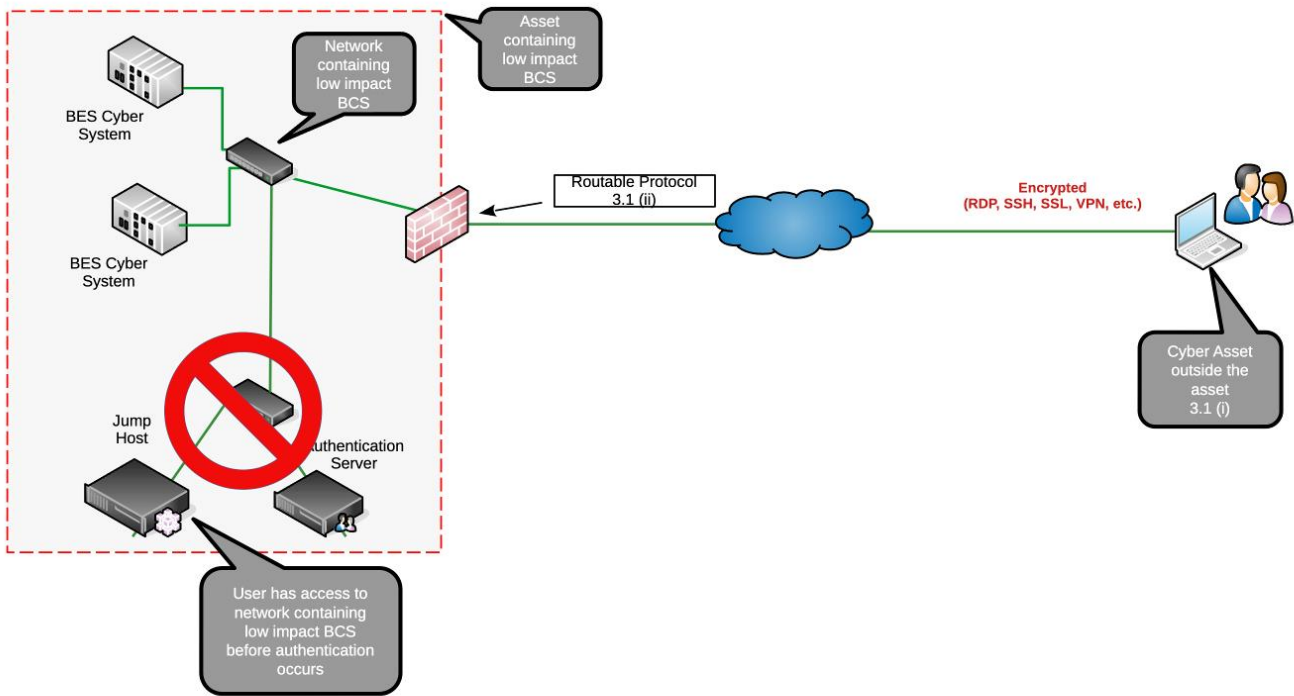 Asset
containing
low impact
BCS
Network
containing
low impact
BCS
BES Cyber
System
Routable Protocol
3.1 (ii)
Encrypted
(RDP, SSH, SSL, VPN, etc.)
BES Cyber
System
Cyber Asset
outside the
asset
3.1 (i)
Jump
Host
uthentication
Server
User has access to
network containing
low impact BCS
before authentication
occurs